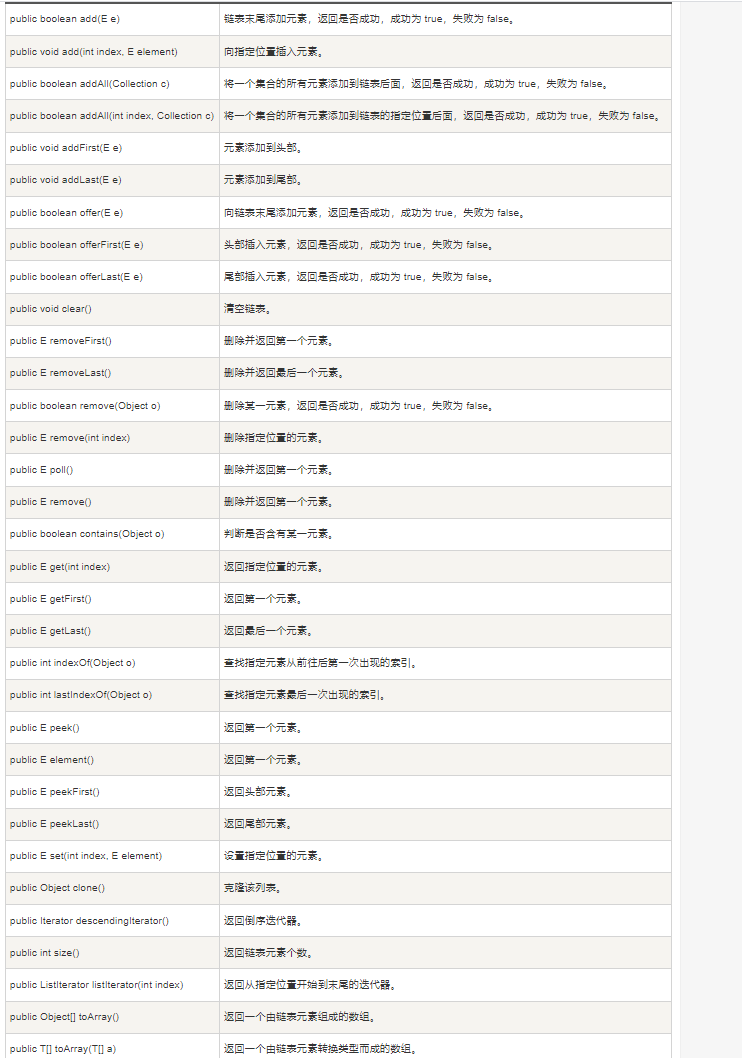 public boolean add(E e) 链表末尾添加元素，返回是否成功，成功为 true，失败为 false。
public void add(int index, E element) 向指定位置插入元素。
public boolean addAll(Collection c) 将一个集合的所有元素添加到链表后面，返回是否成功，成功为 true，失败为 false。
public boolean addAll(int index, Collection c) 将一个集合的所有元素添加到链表的指定位置后面，返回是否成功，成功为 true，失败为 false。
public void addFirst(E e) 元素添加到头部。
public void addLast(E e) 元素添加到尾部。
public boolean offer(E e) 向链表末尾添加元素，返回是否成功，成功为 true，失败为 false。
public boolean offerFirst(E e) 头部插入元素，返回是否成功，成功为 true，失败为 false。
public boolean offerLast(E e) 尾部插入元素，返回是否成功，成功为 true，失败为 false。
public void clear() 清空链表。
public E removeFirst() 删除并返回第一个元素。
public E removeLast() 删除并返回最后一个元素。
public boolean remove(Object o) 删除某一元素，返回是否成功，成功为 true，失败为 false。
public E remove(int index) 删除指定位置的元素。
public E poll() 删除并返回第一个元素。
public E remove() 删除并返回第一个元素。
public boolean contains(Object o) 判断是否含有某一元素。
public E get(int index) 返回指定位置的元素。
public E getFirst() 返回第一个元素。
public E getLast() 返回最后一个元素。
public int indexOf(Object o) 查找指定元素从前往后第一次出现的索引。
public int lastIndexOf(Object o) 查找指定元素最后一次出现的索引。
public E peek() 返回第一个元素。
public E element() 返回第一个元素。
public E peekFirst() 返回头部元素。
public E peekLast() 返回尾部元素。
public E set(int index, E element) 设置指定位置的元素。
public Object clone() 克隆该列表。
public Iterator descendingIterator() 返回倒序迭代器。
public int size() 返回链表元素个数。
public ListIterator listIterator(int index) 返回从指定位置开始到末尾的迭代器。
public Object[] toArray() 返回一个由链表元素组成的数组。
public T[] toArray(T[] a) 返回一个由链表元素转换类型而成的数组。